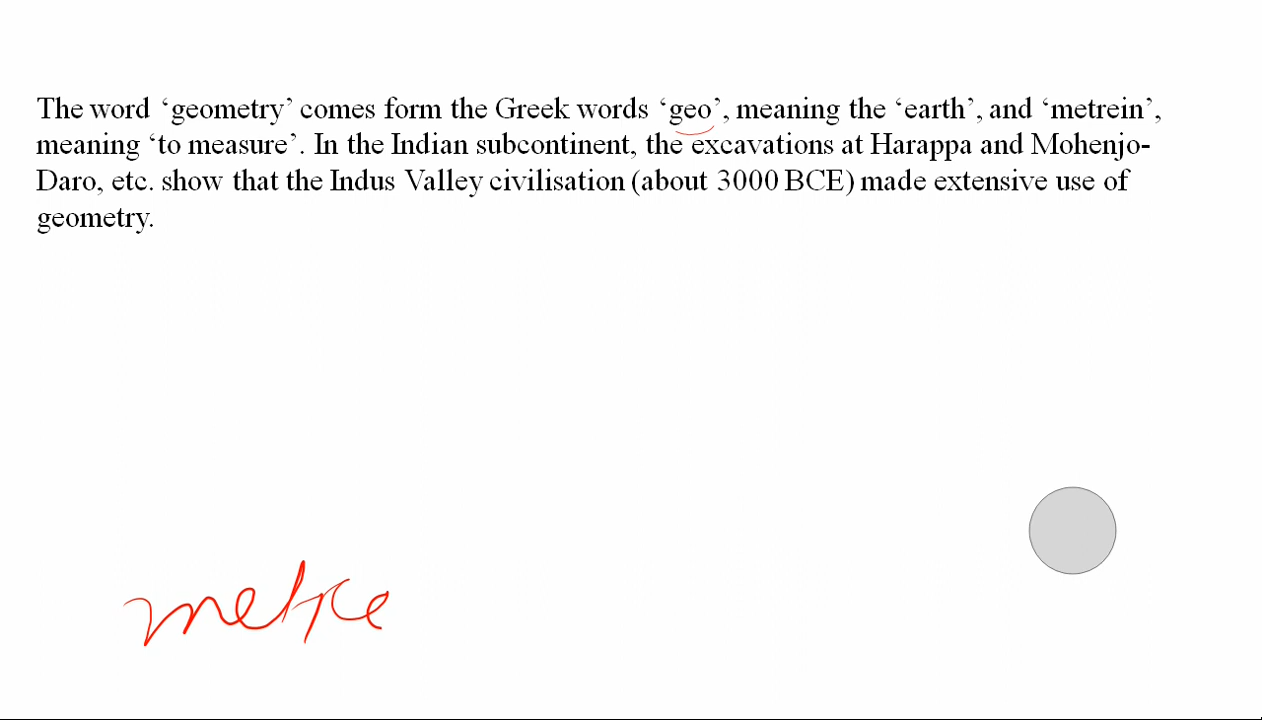 The word ‘geometry’ comes form the Greek words ‘geo’, meaning the ‘earth’, and ‘metrein’,
meaning ‘to measure’. In the Indian subcontinent, the excavations at Harappa and Mohenjo-
Daro, etc. show that the Indus Valley civilisation (about 3000 BCE) made extensive use of
geometry.
metre